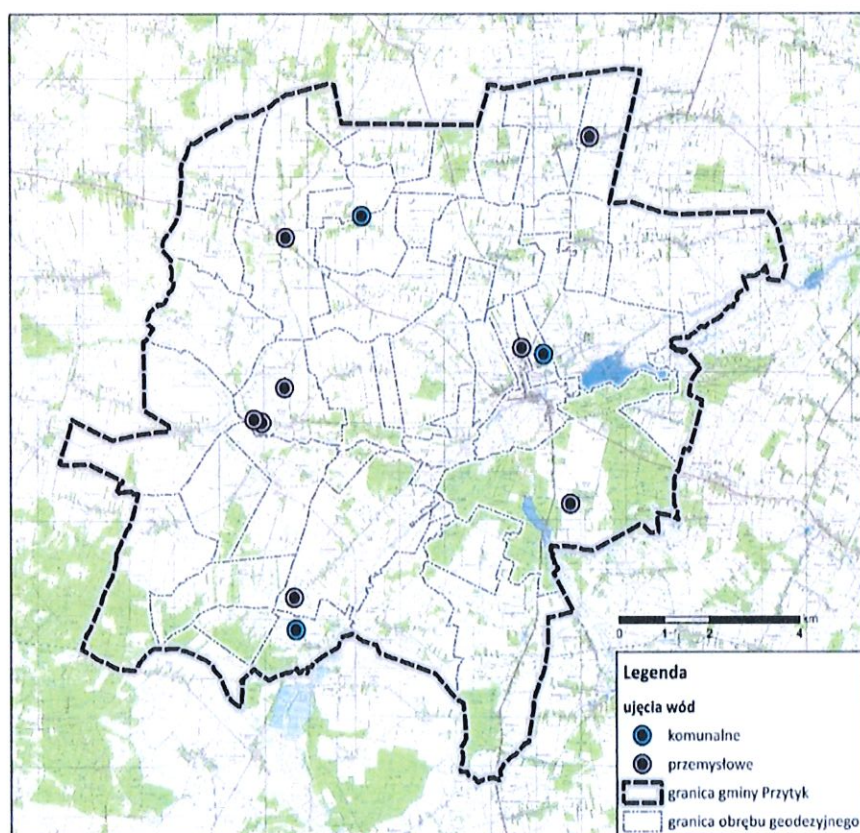 km
0 1 2 4
Legenda
ujęcia wód
komunalne
przemysłowe
granica gminy Przytyk
granica obrębu geodezyjnego